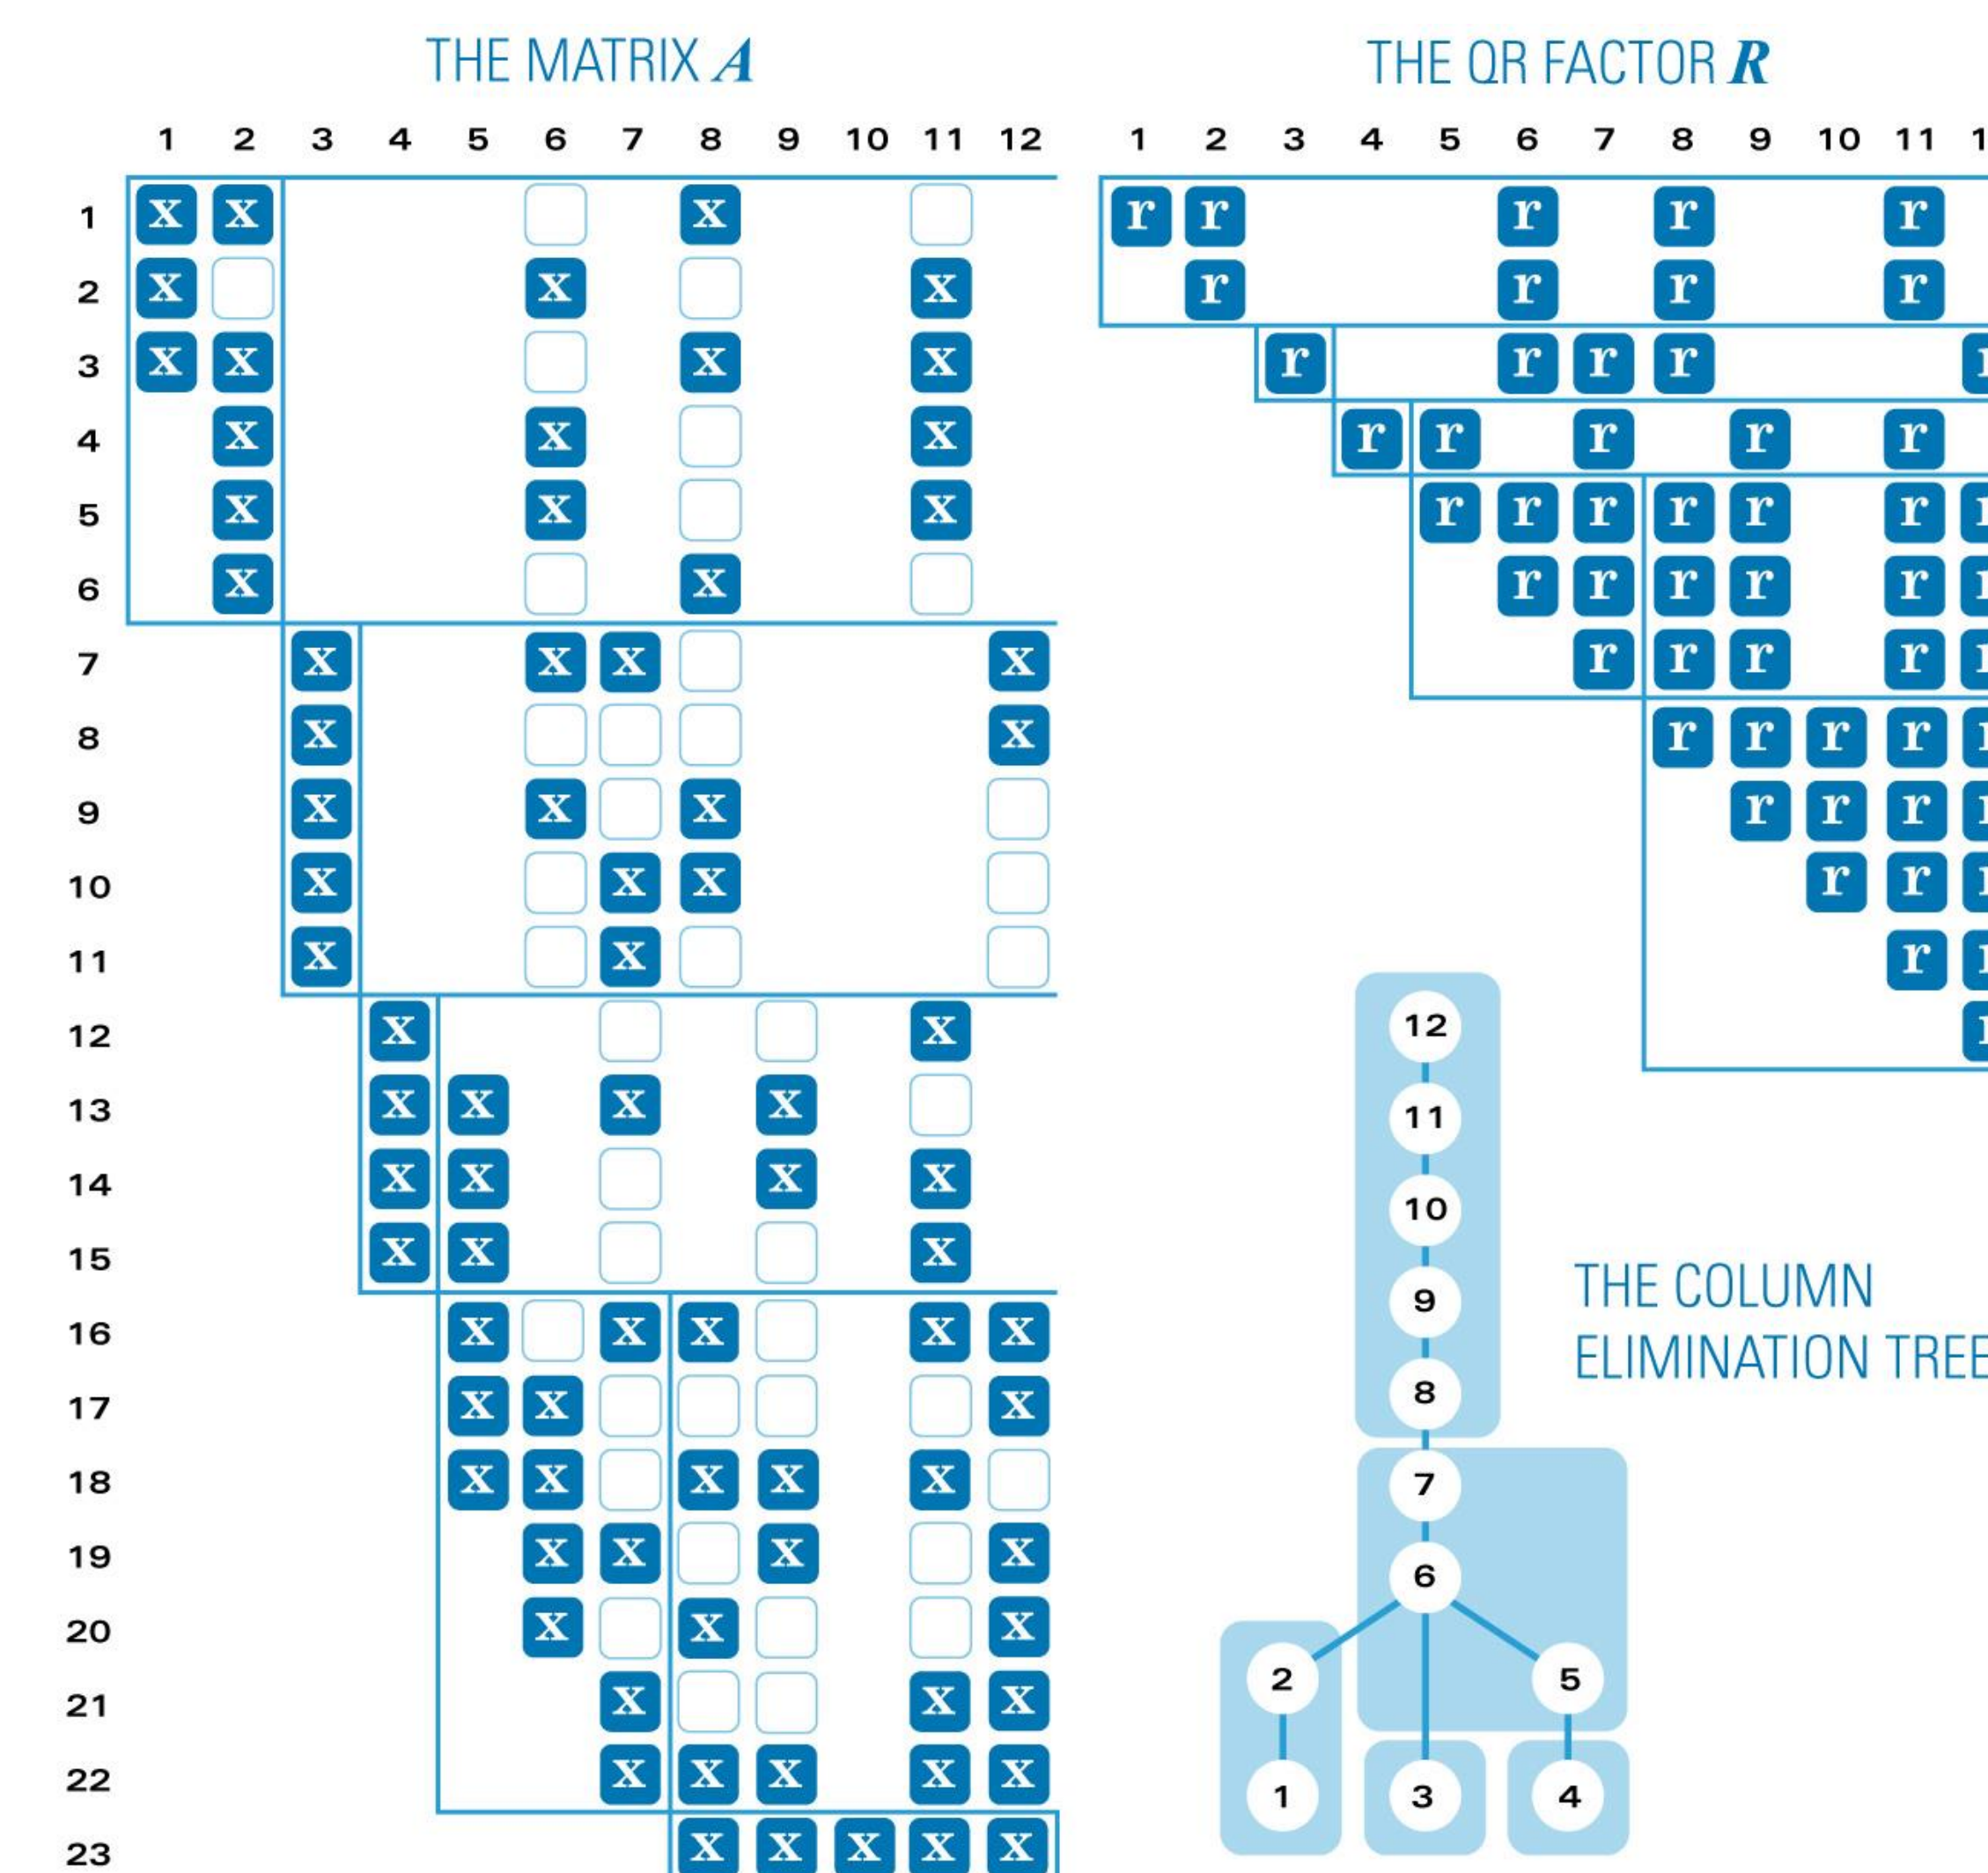 THE MATRIX A
1 2 3 4 5 6 7 8 9 10 11 12
1 x x x
2 x x x
3 x x x x
4 x x x
5 x x x
6 x x
7 x x x x
8 x x
9 x x x
10 x x x
11 x x
12 x x
13 x x x x
14 x x x x
15 x x x
16 x x x x x
17 x x x
18 x x x x x
19 x x x x
20 x x x
21 x x x
22 x x x x x
23 x x x x x
THE QR FACTOR R
1 2 3 4 5 6 7 8 9 10 11
r r r r r
r r r r
r r r r
r r r r r
r r r r r r
r r r r r
r r r r
r r r r
r r r
r r
r
12
11
10
9
8
7
6
2 5
1 3 4
THE COLUMN
ELIMINATION TREE